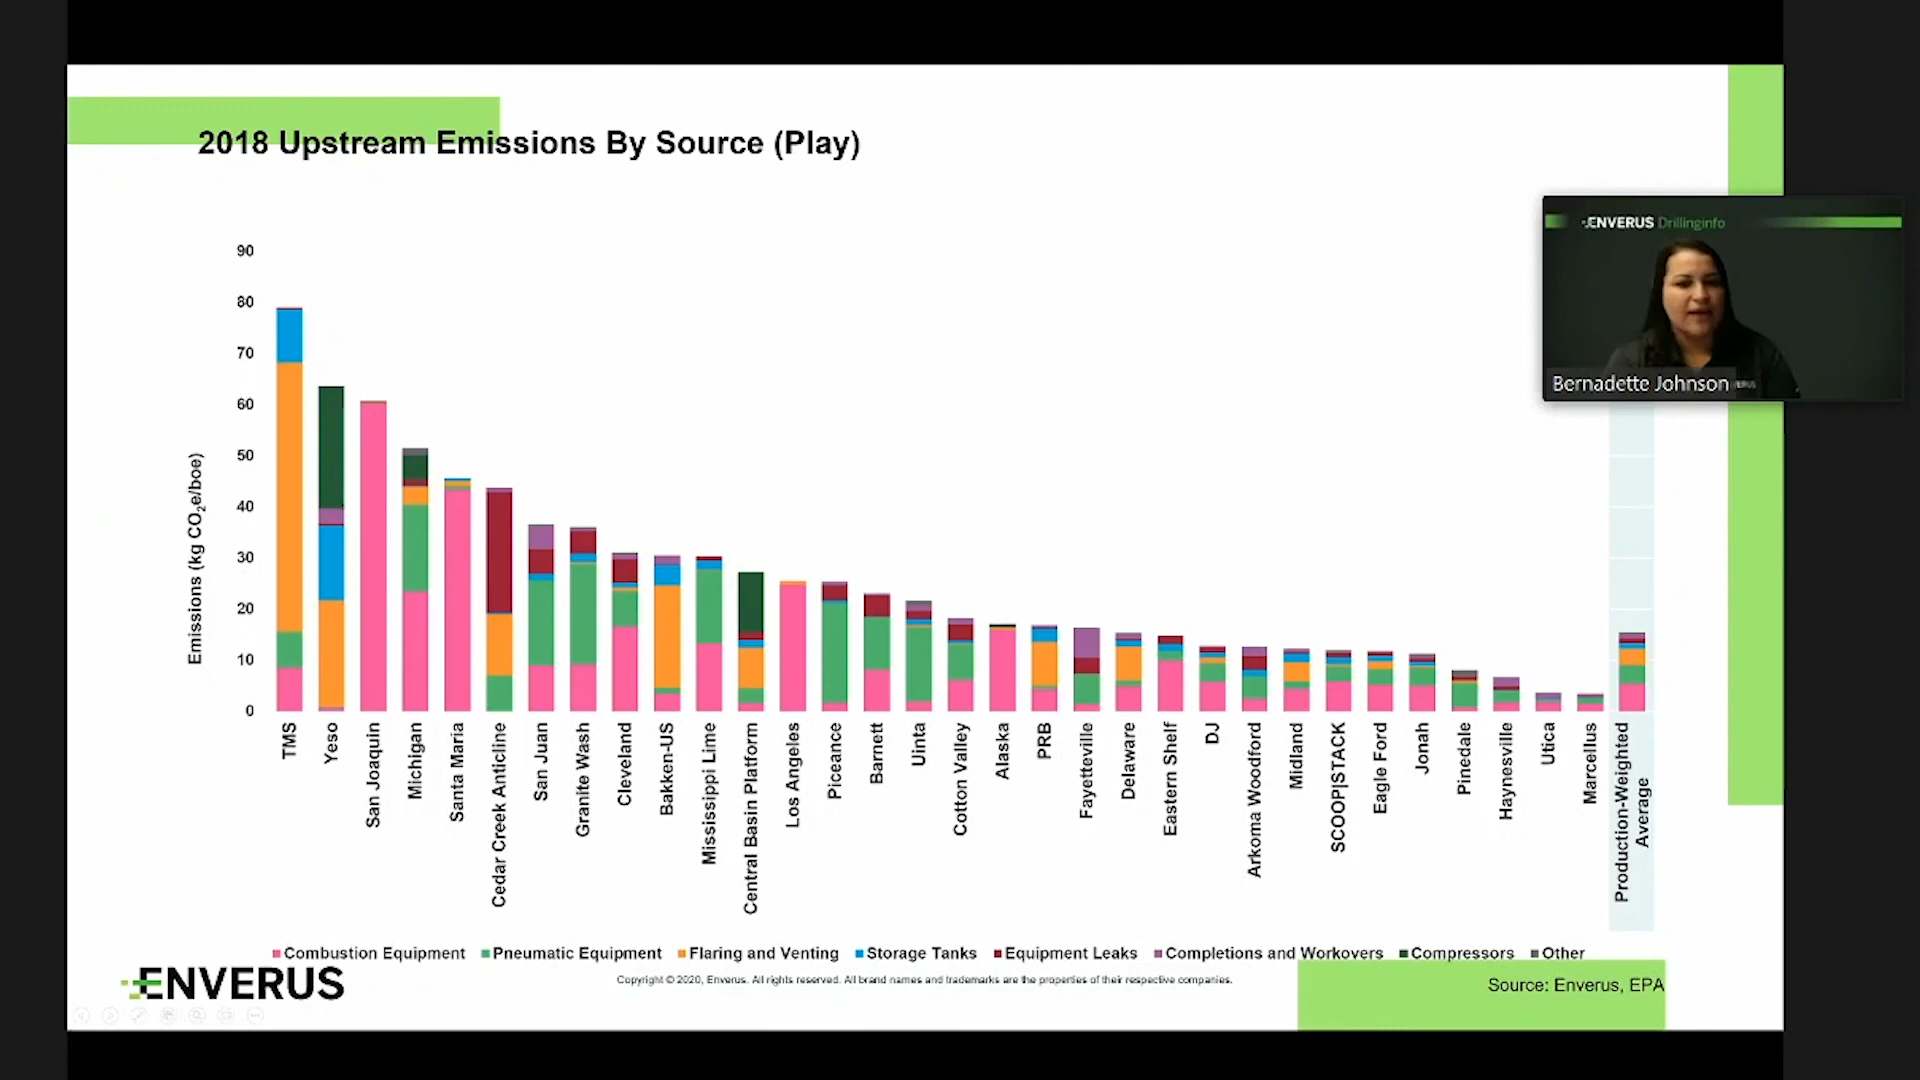 2018 Upstream Emissions By Source (Play)
ENVERUS Drillinginfo
Bernadette Johnson
Emissions (kg CO₂e/boe)
90
80
70
60
50
40
30
20
10
0
TMS
Yeso
San Joaquin
Michigan
Santa Maria
Cedar Creek Anticline
San Juan
Granite Wash
Cleveland
Bakken-US
Mississippi Lime
Central Basin Platform
Los Angeles
Piceance
Barnett
Uinta
Cotton Valley
Alaska
PRB
Fayetteville
Delaware
Eastern Shelf
DJ
Arkoma Woodford
Midland
SCOOP|STACK
Eagle Ford
Jonah
Pinedale
Haynesville
Utica
Marcellus
Production-Weighted
Average
Combustion Equipment Pneumatic Equipment Flaring and Venting Storage Tanks Equipment Leaks Completions and Workovers Compressors Other
ENVERUS
Copyright © 2020, Enverus. All rights reserved. All brand names and trademarks are the properties of their respective companies.
Source: Enverus, EPA